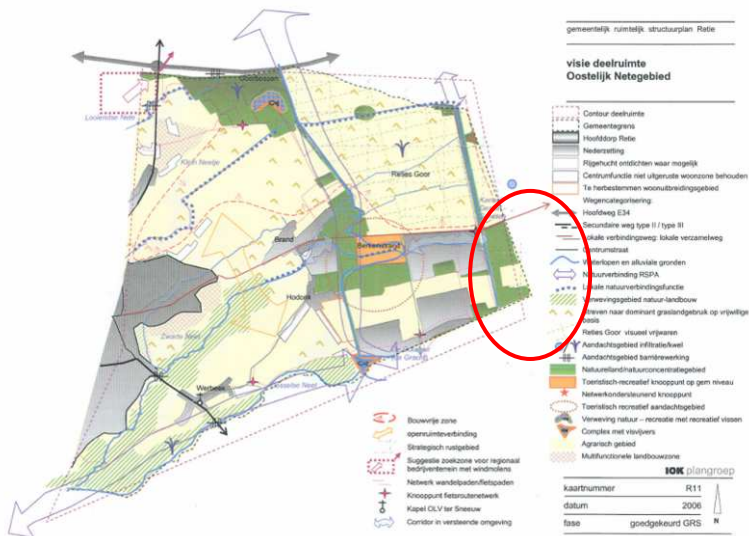 gemeentelijk ruimtelijk structuurplan Retie
visie deelruimte
Oostelijk Netegebied
Contour deelruimte
Gemeentegrens
Hoofddorp Retie
Nederzetting
Rijgehucht ontdichten waar mogelijk
Centrumfunctie niet uitgeruste woonzone behouden
Te herbestemmen woonuitbreidingsgebied
Wegencategorisering:
Hoofdweg E34
Secundaire weg type II / type III
Lokale verbindingsweg: lokale verzamelweg
Centrumstraat
Waterlopen en alluviale gronden
Natuurverbinding RSPA
Lokale natuurverbindingsfunctie
Verwevingsgebied natuur-landbouw
Streven naar dominant graslandgebruik op vrijwillige
basis
Reties Goor visueel vrijwaren
Aandachtsgebied infiltratie/kwel
Aandachtsgebied barrièrewerking
Natuureiland/natuurconcentratiegebied
Toeristisch-recreatief knooppunt op gem niveau
Netwerkondersteunend knooppunt
Toeristisch recreatief aandachtsgebied
Verweving natuur – recreatie met recreatief vissen
Complex met visvijvers
Agrarisch gebied
Multifunctionele landbouwzone
Bouwvrije zone
openruimteverbinding
Strategisch rustgebied
Suggestie zoekzone voor regionaal
bedrijventerrein met windmolens
Netwerk wandelpaden/fietspaden
Knooppunt fietsroutenetwerk
Kapel OLV ter Sneeuw
Corridor in versteende omgeving
IOK plangroep
kaartnummer R11
datum 2006
fase goedgekeurd GRS
N
Looiendse Nete
Klein Neetje
Reties Goor
Brand
Berkenstrand
Hodonk
Zwarte Neet
Werbeek